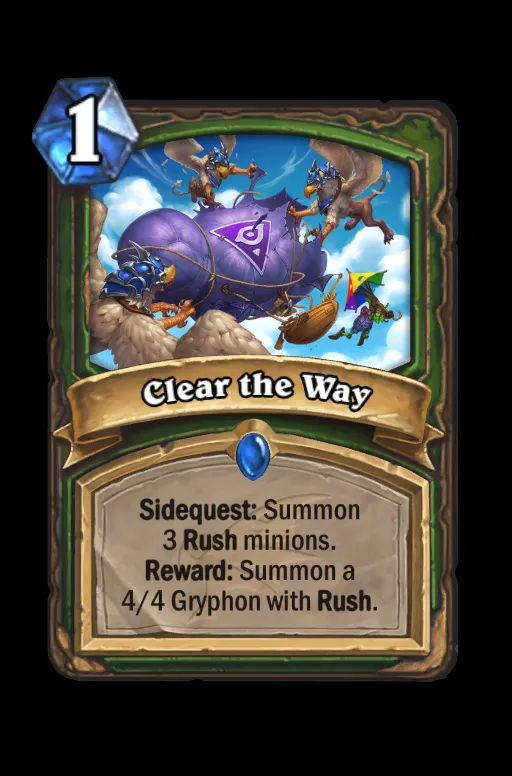 1
Clear the Way
Sidequest: Summon
3 Rush minions.
Reward: Summon a
4/4 Gryphon with Rush.